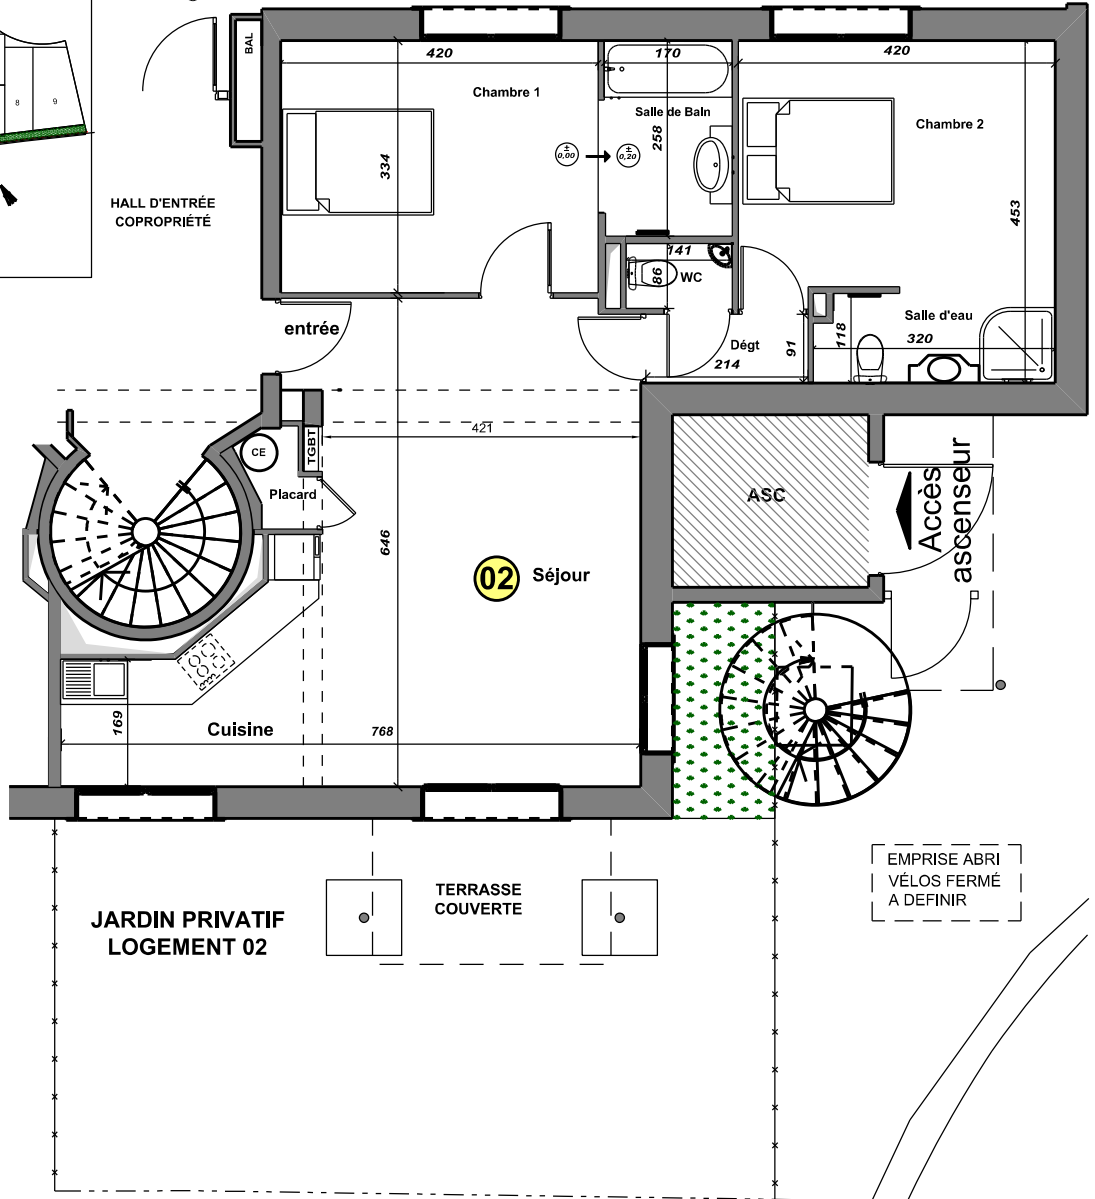 BAL
8
9
420
170
420
Chambre 1
Salle de Bain
Chambre 2
334
± 0,00
± 0,20
258
453
HALL D'ENTRÉE
COPROPRIÉTÉ
141
86
WC
entrée
Dégt
214
91
118
Salle d'eau
320
421
CE
TGBT
Placard
ASC
Accès
ascenseur
646
02
Séjour
169
Cuisine
768
JARDIN PRIVATIF
LOGEMENT 02
TERRASSE
COUVERTE
EMPRISE ABRI
VÉLOS FERMÉ
A DEFINIR